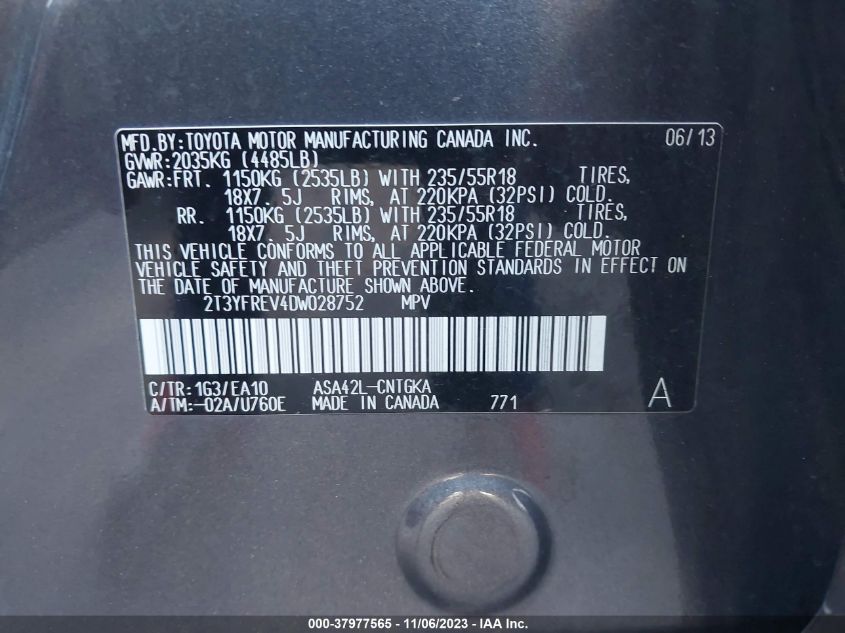 MFD.BY:TOYOTA MOTOR MANUFACTURING CANADA INC. 06/13
GVWR:2035KG (4485LB)
GAWR:FRT. 1150KG (2535LB) WITH 235/55R18 TIRES,
18X7.5J RIMS, AT 220KPA (32PSI) COLD.
RR. 1150KG (2535LB) WITH 235/55R18 TIRES,
18X7.5J RIMS, AT 220KPA (32PSI) COLD.
THIS VEHICLE CONFORMS TO ALL APPLICABLE FEDERAL MOTOR
VEHICLE SAFETY AND THEFT PREVENTION STANDARDS IN EFFECT ON
THE DATE OF MANUFACTURE SHOWN ABOVE.
2T3YFREV4DW028752 MPV
C/TR:1G3/EA10 ASA42L-CNTGKA
A/TM:-02A/U760E MADE IN CANADA 771 A
000-37977565 - 11/06/2023 - IAA Inc.